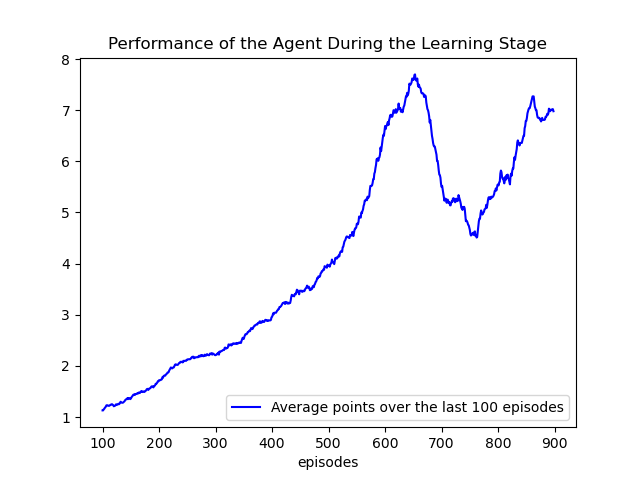 Performance of the Agent During the Learning Stage
8
7
6
5
4
3
2
1
Average points over the last 100 episodes
100 200 300 400 500 600 700 800 900
episodes